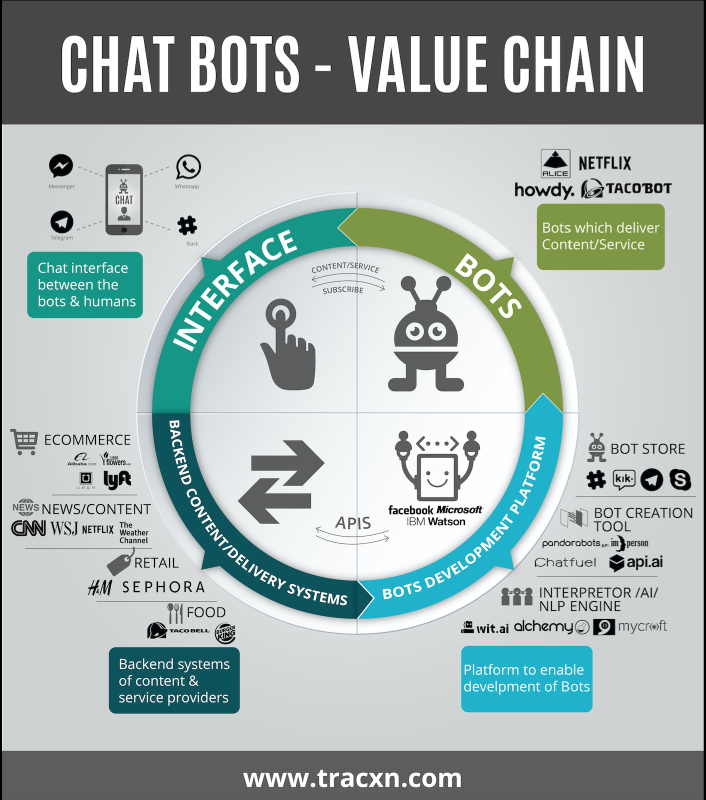 CHAT BOTS - VALUE CHAIN
Messenger
Whatsapp
CHAT
Telegram
Slack
Chat interface
between the
bots & humans
ALICE
NETFLIX
howdy.
TACOBOT
Bots which deliver
Content/Service
INTERFACE
BOTS
CONTENT/SERVICE
SUBSCRIBE
BACKEND CONTENT/DELIVERY SYSTEMS
BOTS DEVELOPMENT PLATFORM
facebook Microsoft
IBM Watson
APIS
ECOMMERCE
Alibaba.com
flowers
UBER
lyft
NEWS
NEWS/CONTENT
CNN WSJ NETFLIX The
Weather
Channel
RETAIL
H&M SEPHORA
FOOD
TACO BELL
BURGER
KING
Backend systems
of content &
service providers
BOT STORE
kik
BOT CREATION
TOOL
pandorabots
in person
Chatfuel
api.ai
INTERPRETOR /AI/
NLP ENGINE
wit.ai alchemy mycroft
Platform to enable
develpment of Bots
www.tracxn.com